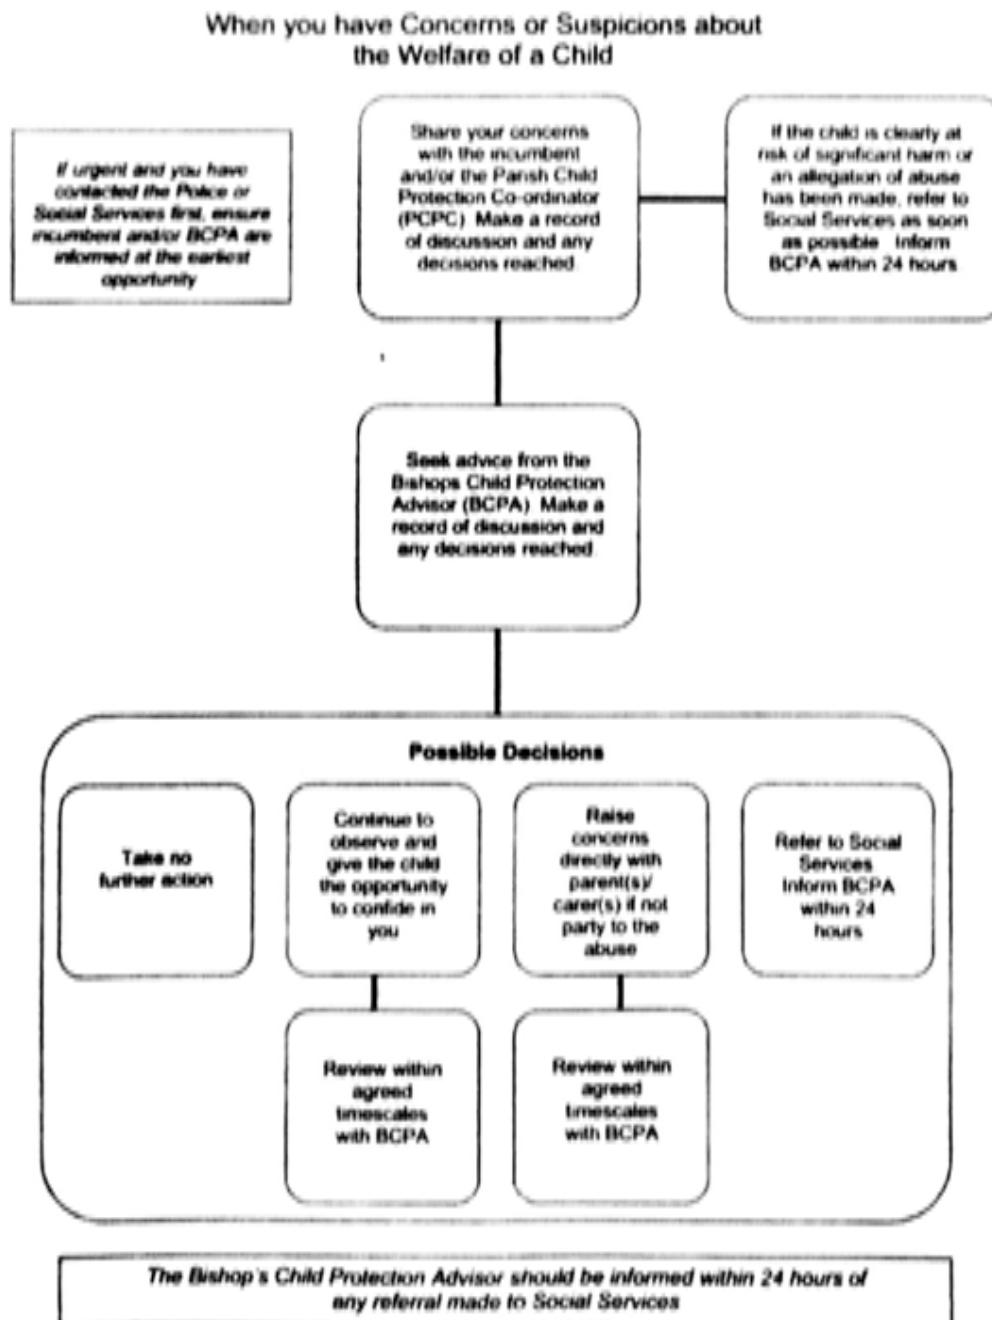 When you have Concerns or Suspicions about
the Welfare of a Child
If urgent and you have
contacted the Police or
Social Services first, ensure
incumbent and/or BCPA are
informed at the earliest
opportunity
Share your concerns
with the incumbent
and/or the Parish Child
Protection Co-ordinator
(PCPC). Make a record
of discussion and any
decisions reached.
If the child is clearly at
risk of significant harm or
an allegation of abuse
has been made, refer to
Social Services as soon
as possible. Inform
BCPA within 24 hours
Seek advice from the
Bishops Child Protection
Advisor (BCPA). Make a
record of discussion and
any decisions reached.
Possible Decisions
Take no
further action
Continue to
observe and
give the child
the opportunity
to confide in
you
Raise
concerns
directly with
parent(s)/
carer(s) if not
party to the
abuse
Refer to Social
Services
Inform BCPA
within 24
hours
Review within
agreed
timescales
with BCPA
Review within
agreed
timescales
with BCPA
The Bishop's Child Protection Advisor should be informed within 24 hours of
any referral made to Social Services